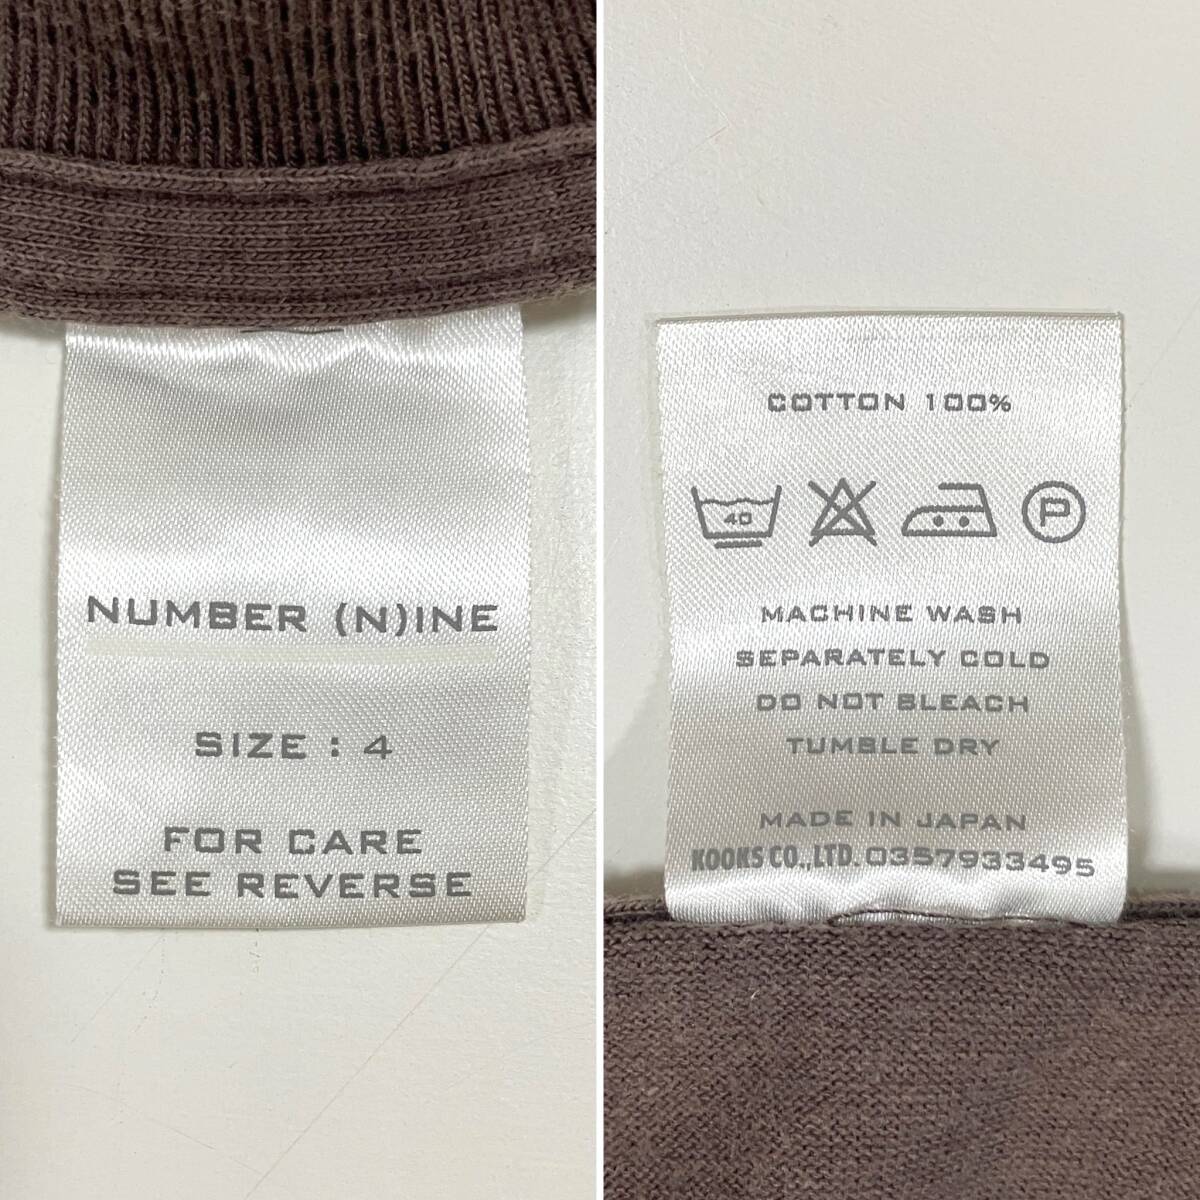 NUMBER (N)INE
SIZE : 4
FOR CARE
SEE REVERSE
COTTON 100%
40
P
MACHINE WASH
SEPARATELY COLD
DO NOT BLEACH
TUMBLE DRY
MADE IN JAPAN
KOOKS CO.,LTD. 0357933495